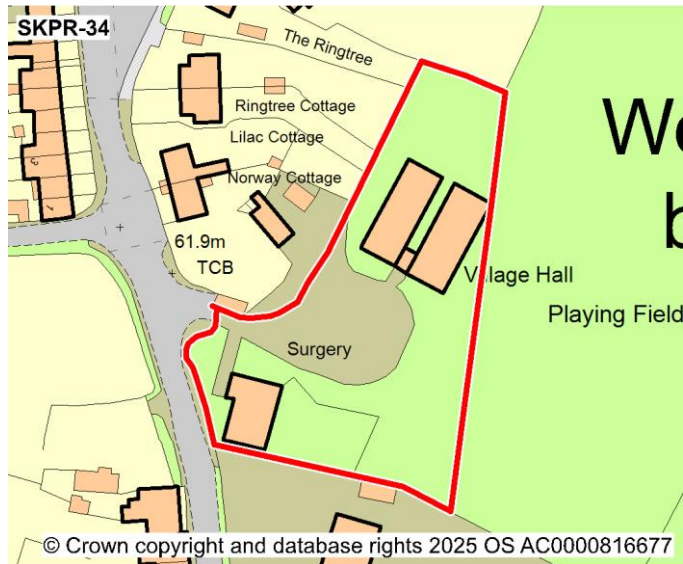 SKPR-34
The Ringtree
Ringtree Cottage
Lilac Cottage
Norway Cottage
61.9m
TCB
Village Hall
Playing Field
Surgery
© Crown copyright and database rights 2025 OS AC0000816677